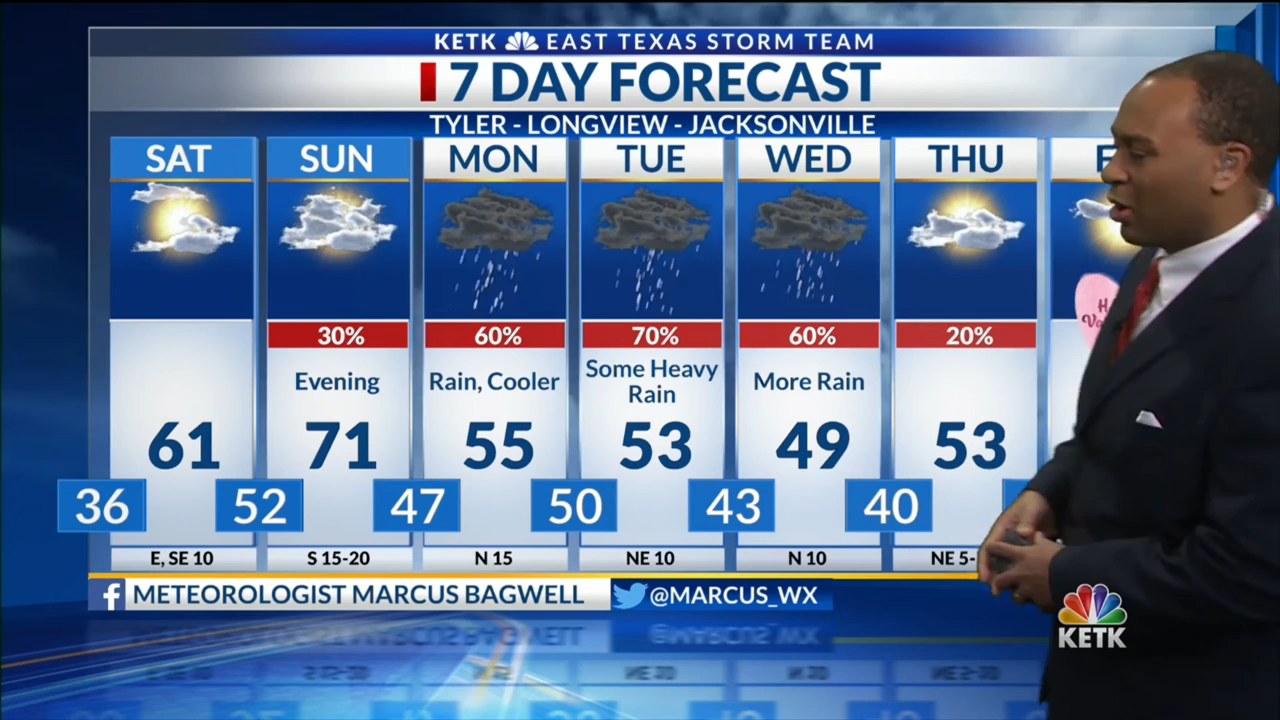 KETK EAST TEXAS STORM TEAM
7 DAY FORECAST
TYLER - LONGVIEW - JACKSONVILLE
SAT SUN MON TUE WED THU
30% 60% 70% 60% 20%
Evening Rain, Cooler Some Heavy Rain More Rain
61 71 55 53 49 53
36 52 47 50 43 40
E, SE 10 S 15-20 N 15 NE 10 N 10 NE 5-
METEOROLOGIST MARCUS BAGWELL @MARCUS_WX
KETK